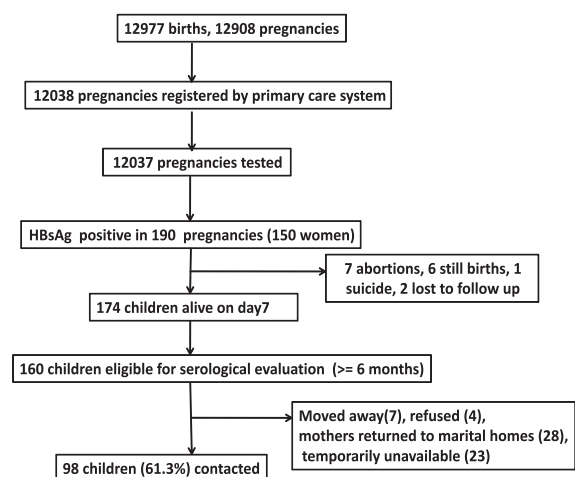 12977 births, 12908 pregnancies
12038 pregnancies registered by primary care system
12037 pregnancies tested
HBsAg positive in 190 pregnancies (150 women)
7 abortions, 6 still births, 1
suicide, 2 lost to follow up
174 children alive on day7
160 children eligible for serological evaluation (>= 6 months)
Moved away(7), refused (4),
mothers returned to marital homes (28),
temporarily unavailable (23)
98 children (61.3%) contacted